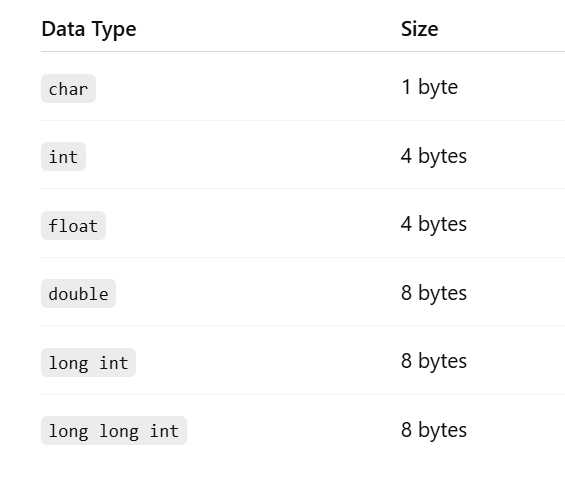 Data Type Size
char 1 byte
int 4 bytes
float 4 bytes
double 8 bytes
long int 8 bytes
long long int 8 bytes